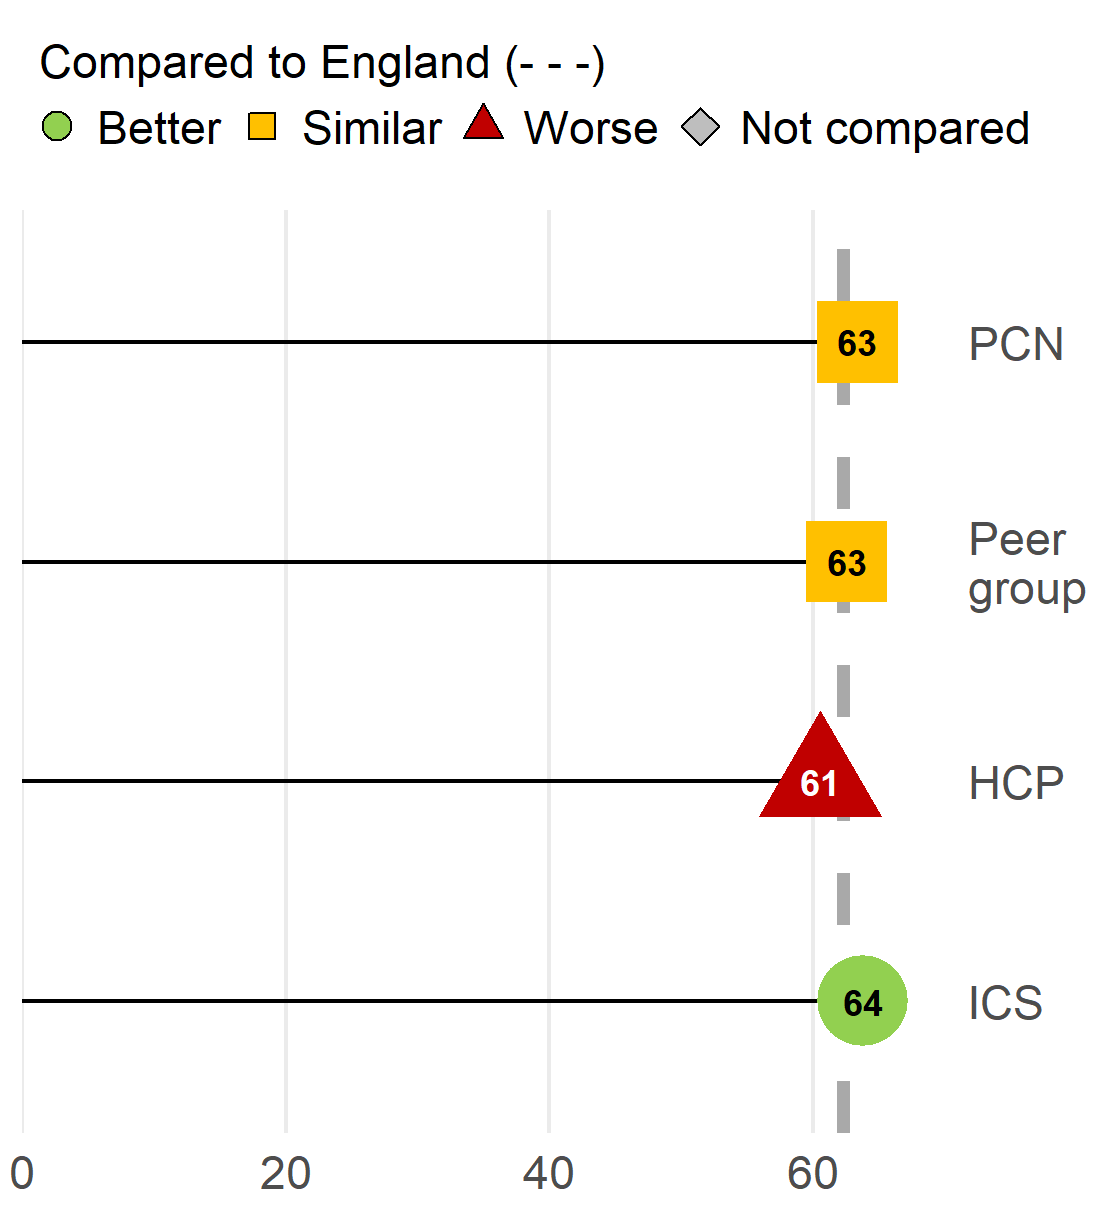 Compared to England (- - -)
Better Similar Worse Not compared
63 PCN
63 Peer
group
61 HCP
64 ICS
0 20 40 60